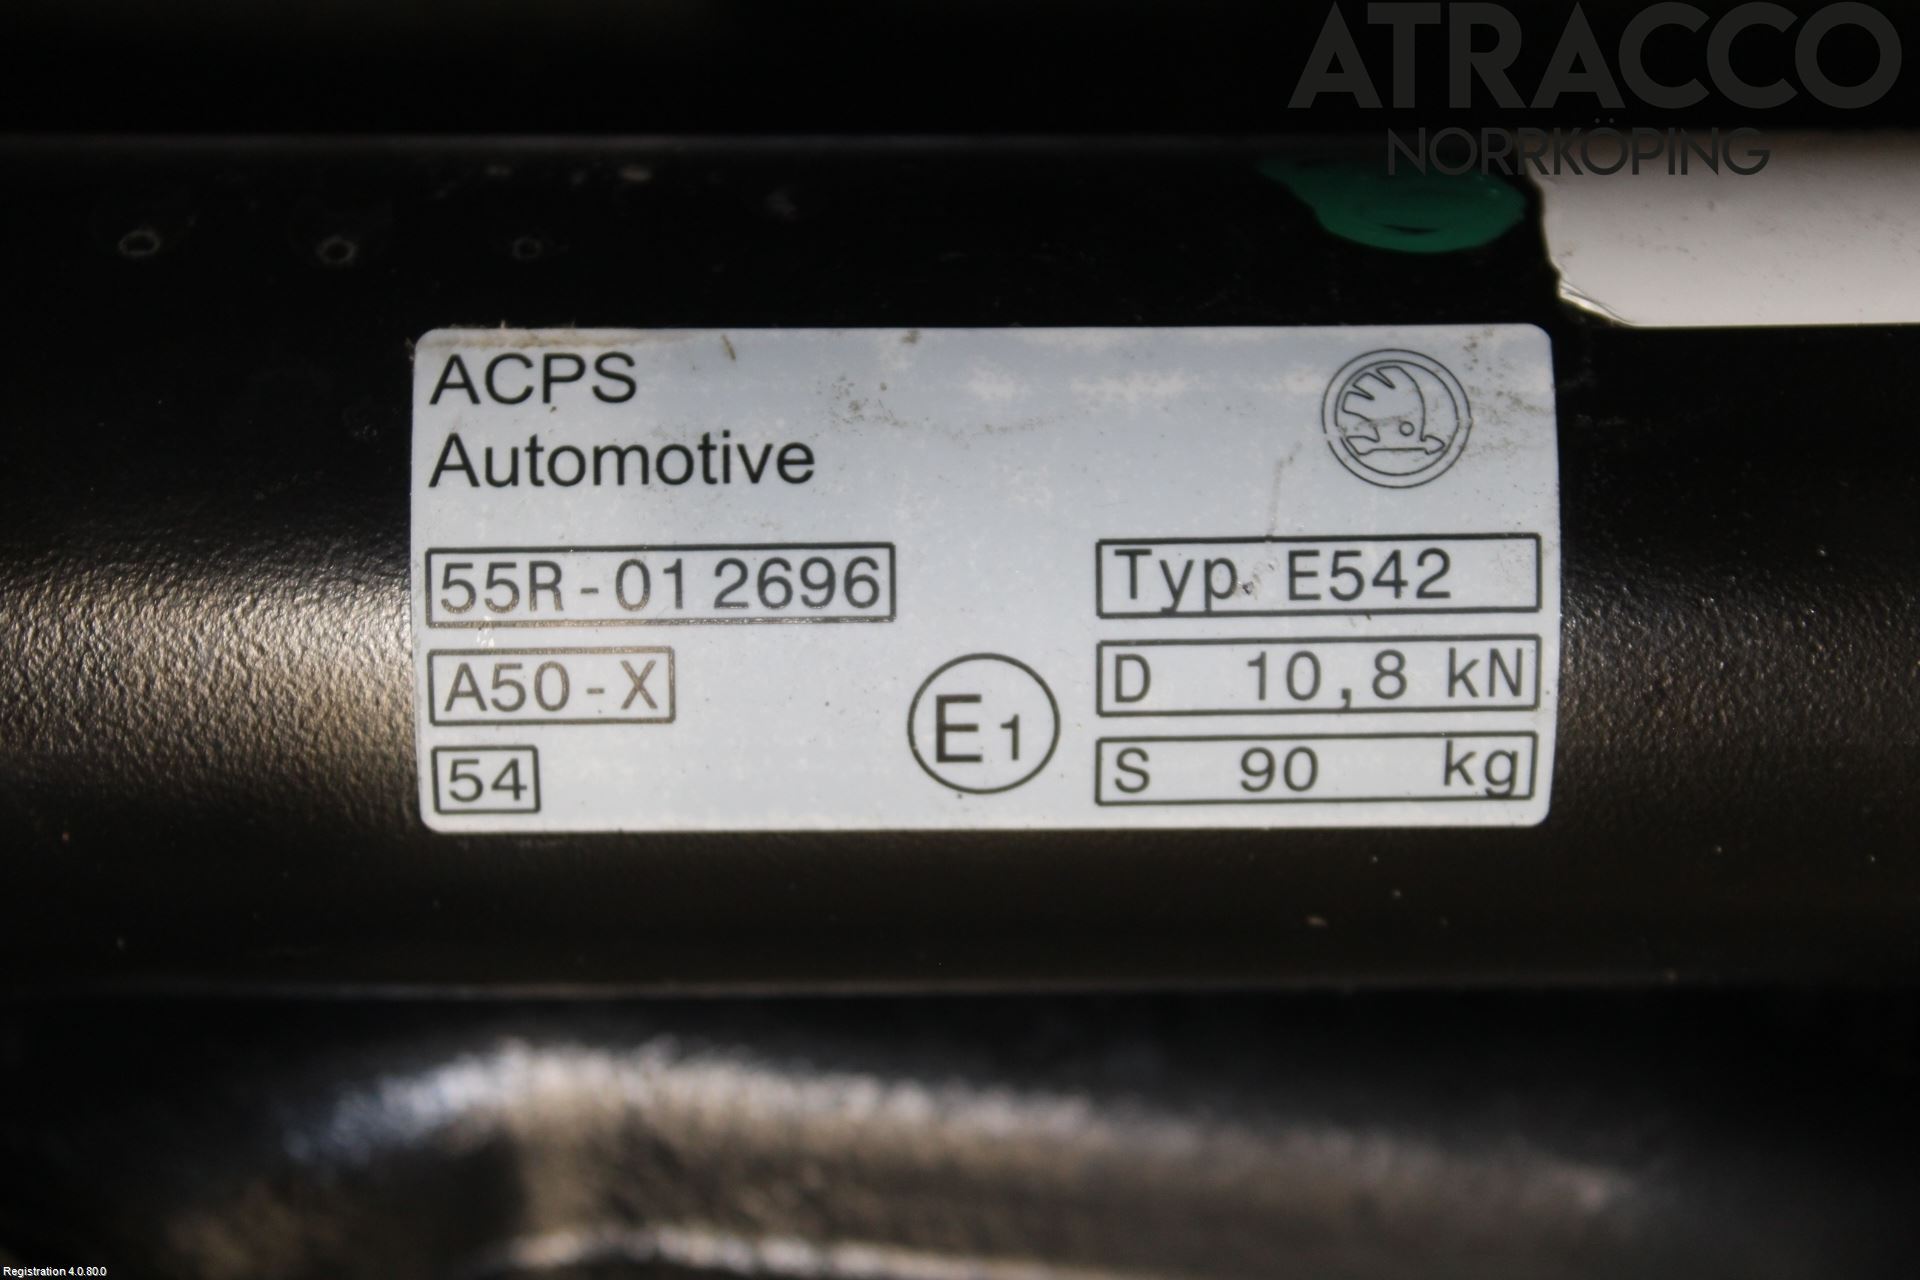 ATRACCO
NORRKÖPING
ACPS
Automotive
55R-01 2696
Typ. E542
A50-X
E1
D 10,8 kN
54
S 90 kg
Registration 4.0.80.0